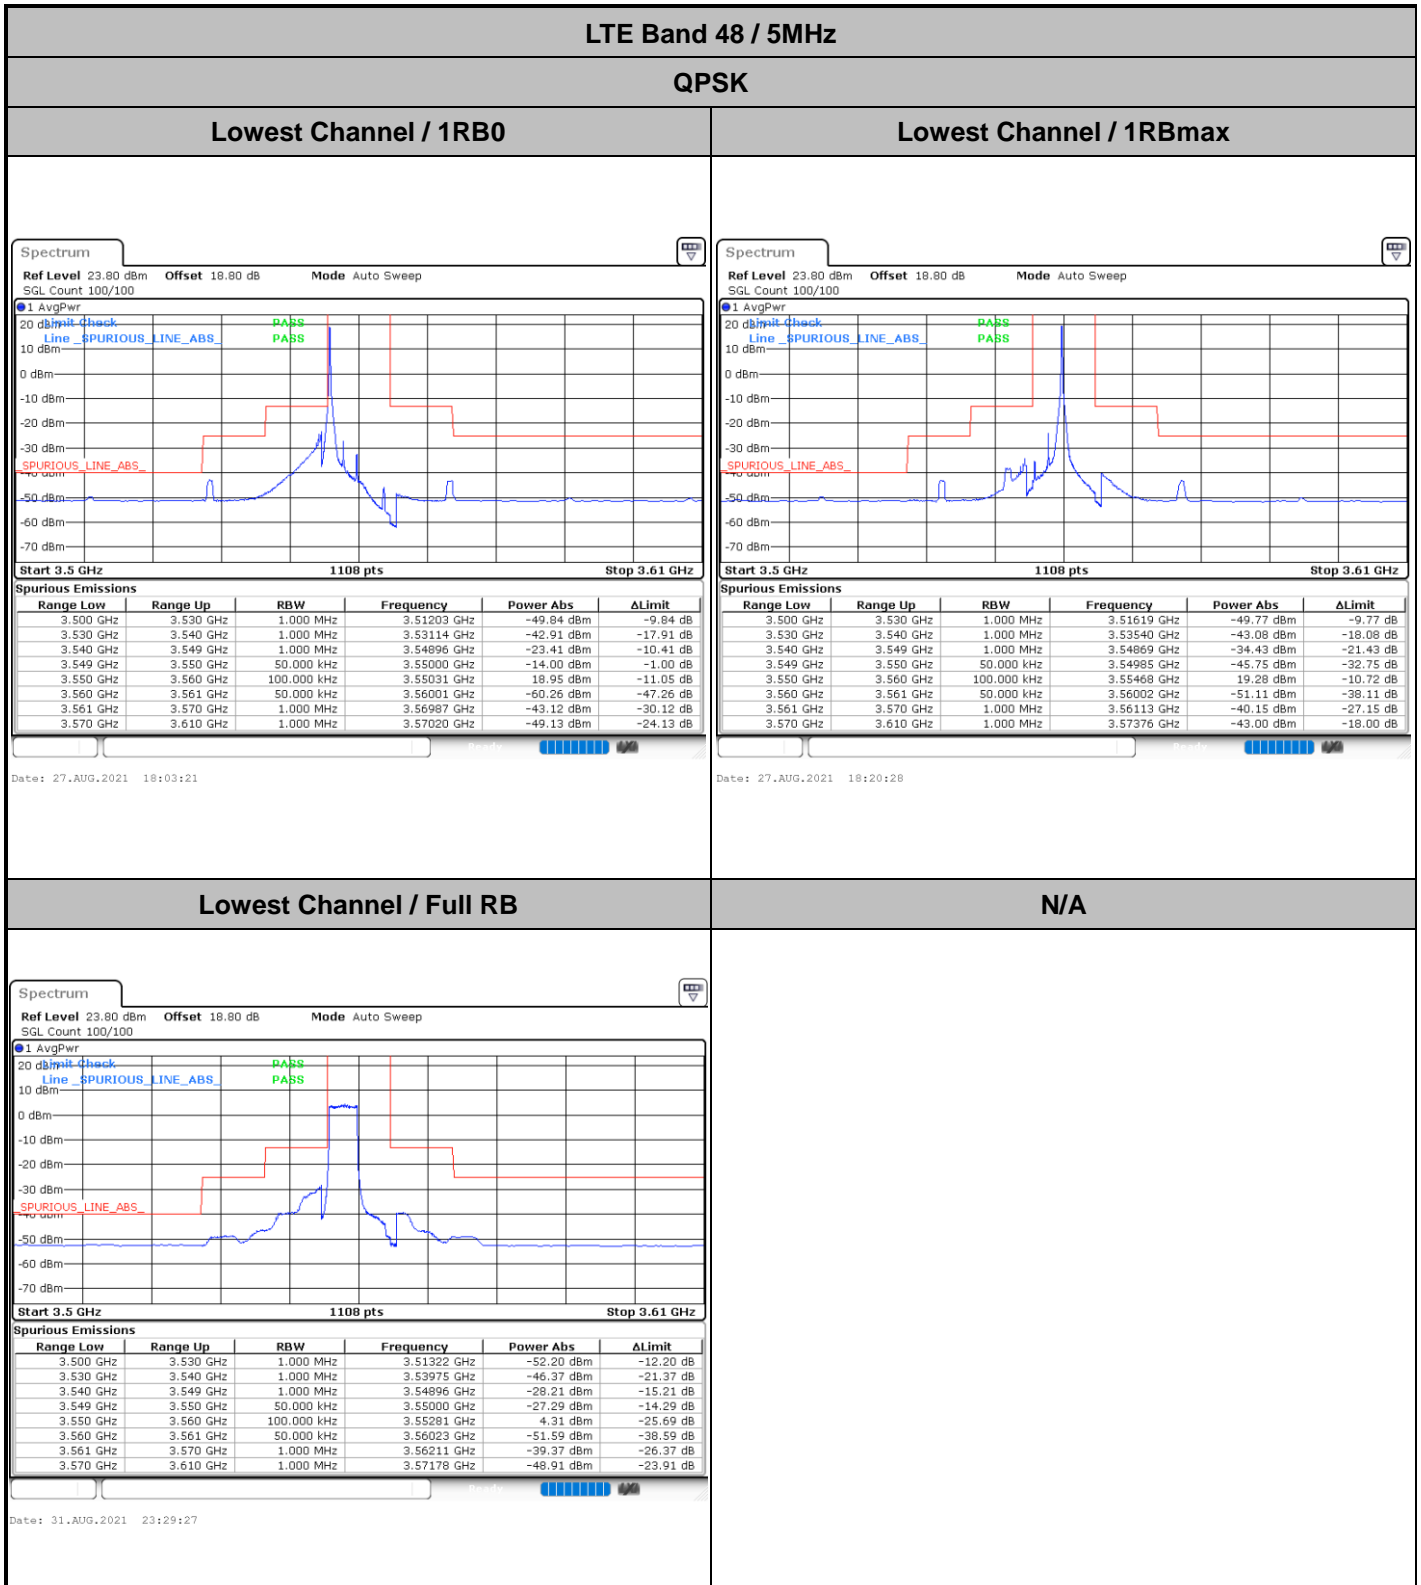 LTE Band 48 / 5MHz
QPSK
Lowest Channel / 1RB0
Lowest Channel / 1RBmax
Spectrum
Ref Level 23.80 dBm Offset 18.80 dB Mode Auto Sweep
SGL Count 100/100
1 AvgPwr
20 dBm Limit Check PASS
Line _SPURIOUS_LINE_ABS_ PASS
10 dBm
0 dBm
-10 dBm
-20 dBm
-30 dBm
_SPURIOUS_LINE_ABS_
-40 dBm
-50 dBm
-60 dBm
-70 dBm
Start 3.5 GHz 1108 pts Stop 3.61 GHz
Spurious Emissions
Range Low Range Up RBW Frequency Power Abs ΔLimit
3.500 GHz 3.530 GHz 1.000 MHz 3.51203 GHz -49.84 dBm -9.84 dB
3.530 GHz 3.540 GHz 1.000 MHz 3.53114 GHz -42.91 dBm -17.91 dB
3.540 GHz 3.549 GHz 1.000 MHz 3.54896 GHz -23.41 dBm -10.41 dB
3.549 GHz 3.550 GHz 50.000 kHz 3.55000 GHz -14.00 dBm -1.00 dB
3.550 GHz 3.560 GHz 100.000 kHz 3.55031 GHz 18.95 dBm -11.05 dB
3.560 GHz 3.561 GHz 50.000 kHz 3.56001 GHz -60.26 dBm -47.26 dB
3.561 GHz 3.570 GHz 1.000 MHz 3.56987 GHz -43.12 dBm -30.12 dB
3.570 GHz 3.610 GHz 1.000 MHz 3.57020 GHz -49.13 dBm -24.13 dB
Ready
Date: 27.AUG.2021 18:03:21
Spectrum
Ref Level 23.80 dBm Offset 18.80 dB Mode Auto Sweep
SGL Count 100/100
1 AvgPwr
20 dBm Limit Check PASS
Line _SPURIOUS_LINE_ABS_ PASS
10 dBm
0 dBm
-10 dBm
-20 dBm
-30 dBm
_SPURIOUS_LINE_ABS_
-40 dBm
-50 dBm
-60 dBm
-70 dBm
Start 3.5 GHz 1108 pts Stop 3.61 GHz
Spurious Emissions
Range Low Range Up RBW Frequency Power Abs ΔLimit
3.500 GHz 3.530 GHz 1.000 MHz 3.51619 GHz -49.77 dBm -9.77 dB
3.530 GHz 3.540 GHz 1.000 MHz 3.53540 GHz -43.08 dBm -18.08 dB
3.540 GHz 3.549 GHz 1.000 MHz 3.54869 GHz -34.43 dBm -21.43 dB
3.549 GHz 3.550 GHz 50.000 kHz 3.54985 GHz -45.75 dBm -32.75 dB
3.550 GHz 3.560 GHz 100.000 kHz 3.55468 GHz 19.28 dBm -10.72 dB
3.560 GHz 3.561 GHz 50.000 kHz 3.56002 GHz -51.11 dBm -38.11 dB
3.561 GHz 3.570 GHz 1.000 MHz 3.56113 GHz -40.15 dBm -27.15 dB
3.570 GHz 3.610 GHz 1.000 MHz 3.57376 GHz -43.00 dBm -18.00 dB
Ready
Date: 27.AUG.2021 18:20:28
Lowest Channel / Full RB
N/A
Spectrum
Ref Level 23.80 dBm Offset 18.80 dB Mode Auto Sweep
SGL Count 100/100
1 AvgPwr
20 dBm Limit Check PASS
Line _SPURIOUS_LINE_ABS_ PASS
10 dBm
0 dBm
-10 dBm
-20 dBm
-30 dBm
_SPURIOUS_LINE_ABS_
-40 dBm
-50 dBm
-60 dBm
-70 dBm
Start 3.5 GHz 1108 pts Stop 3.61 GHz
Spurious Emissions
Range Low Range Up RBW Frequency Power Abs ΔLimit
3.500 GHz 3.530 GHz 1.000 MHz 3.51322 GHz -52.20 dBm -12.20 dB
3.530 GHz 3.540 GHz 1.000 MHz 3.53975 GHz -46.37 dBm -21.37 dB
3.540 GHz 3.549 GHz 1.000 MHz 3.54896 GHz -28.21 dBm -15.21 dB
3.549 GHz 3.550 GHz 50.000 kHz 3.55000 GHz -27.29 dBm -14.29 dB
3.550 GHz 3.560 GHz 100.000 kHz 3.55281 GHz 4.31 dBm -25.69 dB
3.560 GHz 3.561 GHz 50.000 kHz 3.56023 GHz -51.59 dBm -38.59 dB
3.561 GHz 3.570 GHz 1.000 MHz 3.56211 GHz -39.37 dBm -26.37 dB
3.570 GHz 3.610 GHz 1.000 MHz 3.57178 GHz -48.91 dBm -23.91 dB
Ready
Date: 31.AUG.2021 23:29:27